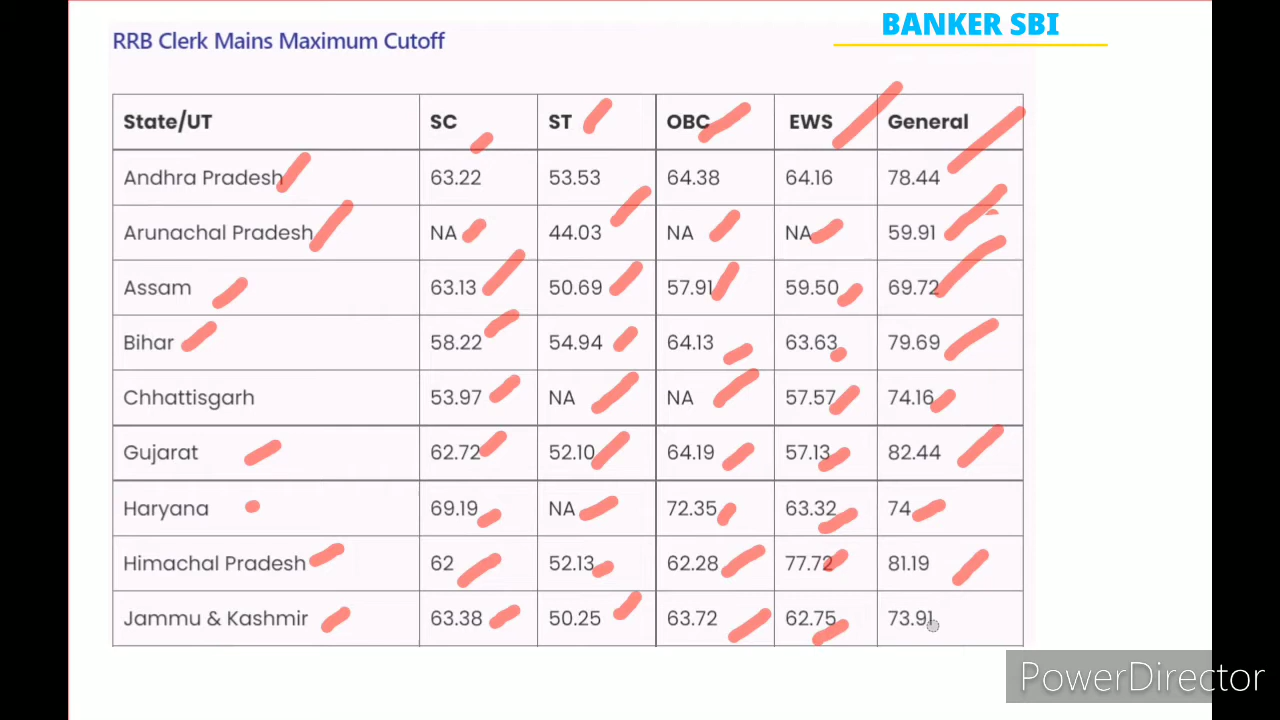 BANKER SBI
RRB Clerk Mains Maximum Cutoff
State/UT SC ST OBC EWS General
Andhra Pradesh 63.22 53.53 64.38 64.16 78.44
Arunachal Pradesh NA 44.03 NA NA 59.91
Assam 63.13 50.69 57.91 59.50 69.72
Bihar 58.22 54.94 64.13 63.63 79.69
Chhattisgarh 53.97 NA NA 57.57 74.16
Gujarat 62.72 52.10 64.19 57.13 82.44
Haryana 69.19 NA 72.35 63.32 74
Himachal Pradesh 62 52.13 62.28 77.72 81.19
Jammu & Kashmir 63.38 50.25 63.72 62.75 73.91
PowerDirector